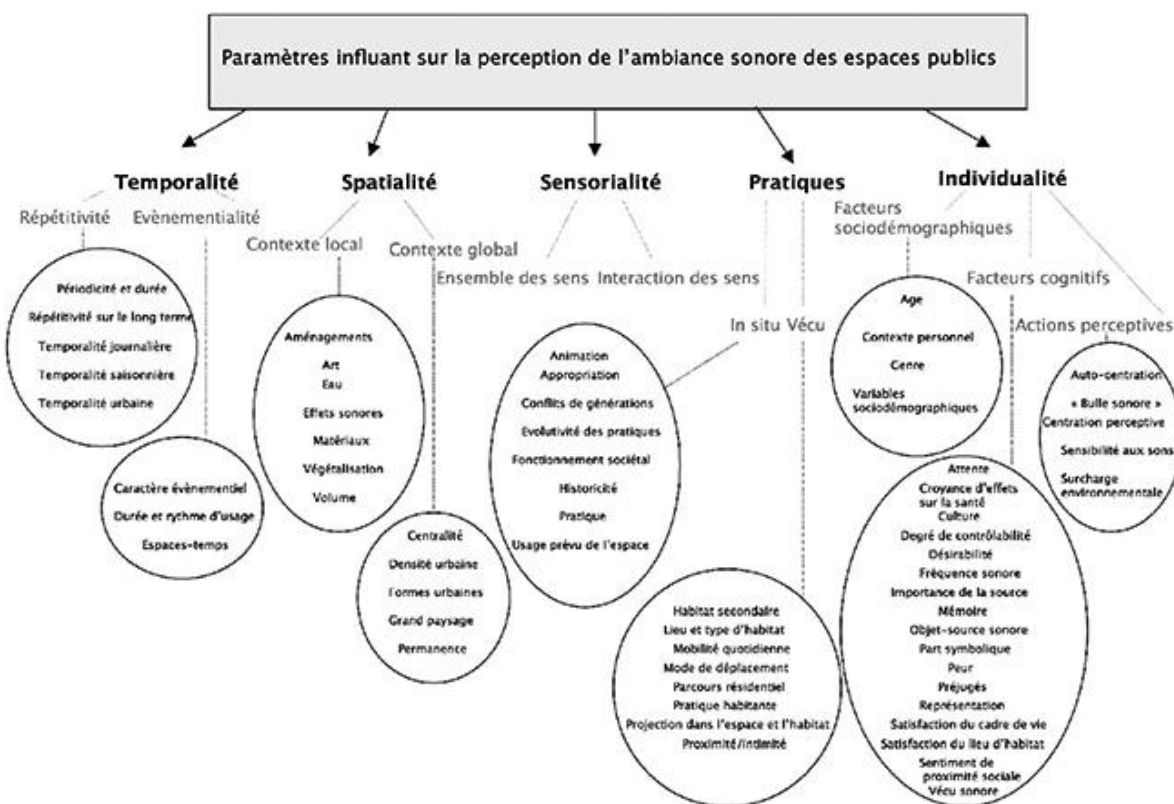 Paramètres influant sur la perception de l'ambiance sonore des espaces publics
Temporalité
Répétitivité
Evènementialité
Périodicité et durée
Répétitivité sur le long terme
Temporalité journalière
Temporalité saisonnière
Temporalité urbaine
Caractère évènementiel
Durée et rythme d'usage
Espaces-temps
Spatialité
Contexte local
Contexte global
Aménagements
Art
Eau
Effets sonores
Matériaux
Végétalisation
Volume
Centralité
Densité urbaine
Formes urbaines
Grand paysage
Permanence
Sensorialité
Ensemble des sens
Interaction des sens
Pratiques
In situ
Vécu
Animation
Appropriation
Conflits de générations
Evolutivité des pratiques
Fonctionnement sociétal
Historicité
Pratique
Usage prévu de l'espace
Habitat secondaire
Lieu et type d'habitat
Mobilité quotidienne
Mode de déplacement
Parcours résidentiel
Pratique habitante
Projection dans l'espace et l'habitat
Proximité/intimité
Individualité
Facteurs
sociodémographiques
Facteurs cognitifs
Actions perceptives
Age
Contexte personnel
Genre
Variables
sociodémographiques
Auto-centration
« Bulle sonore »
Centration perceptive
Sensibilité aux sons
Surcharge
environnementale
Attente
Croyance d'effets
sur la santé
Culture
Degré de contrôlabilité
Désirabilité
Fréquence sonore
Importance de la source
Mémoire
Objet-source sonore
Part symbolique
Peur
Préjugés
Représentation
Satisfaction du cadre de vie
Satisfaction du lieu d'habitat
Sentiment de
proximité sociale
Vécu sonore